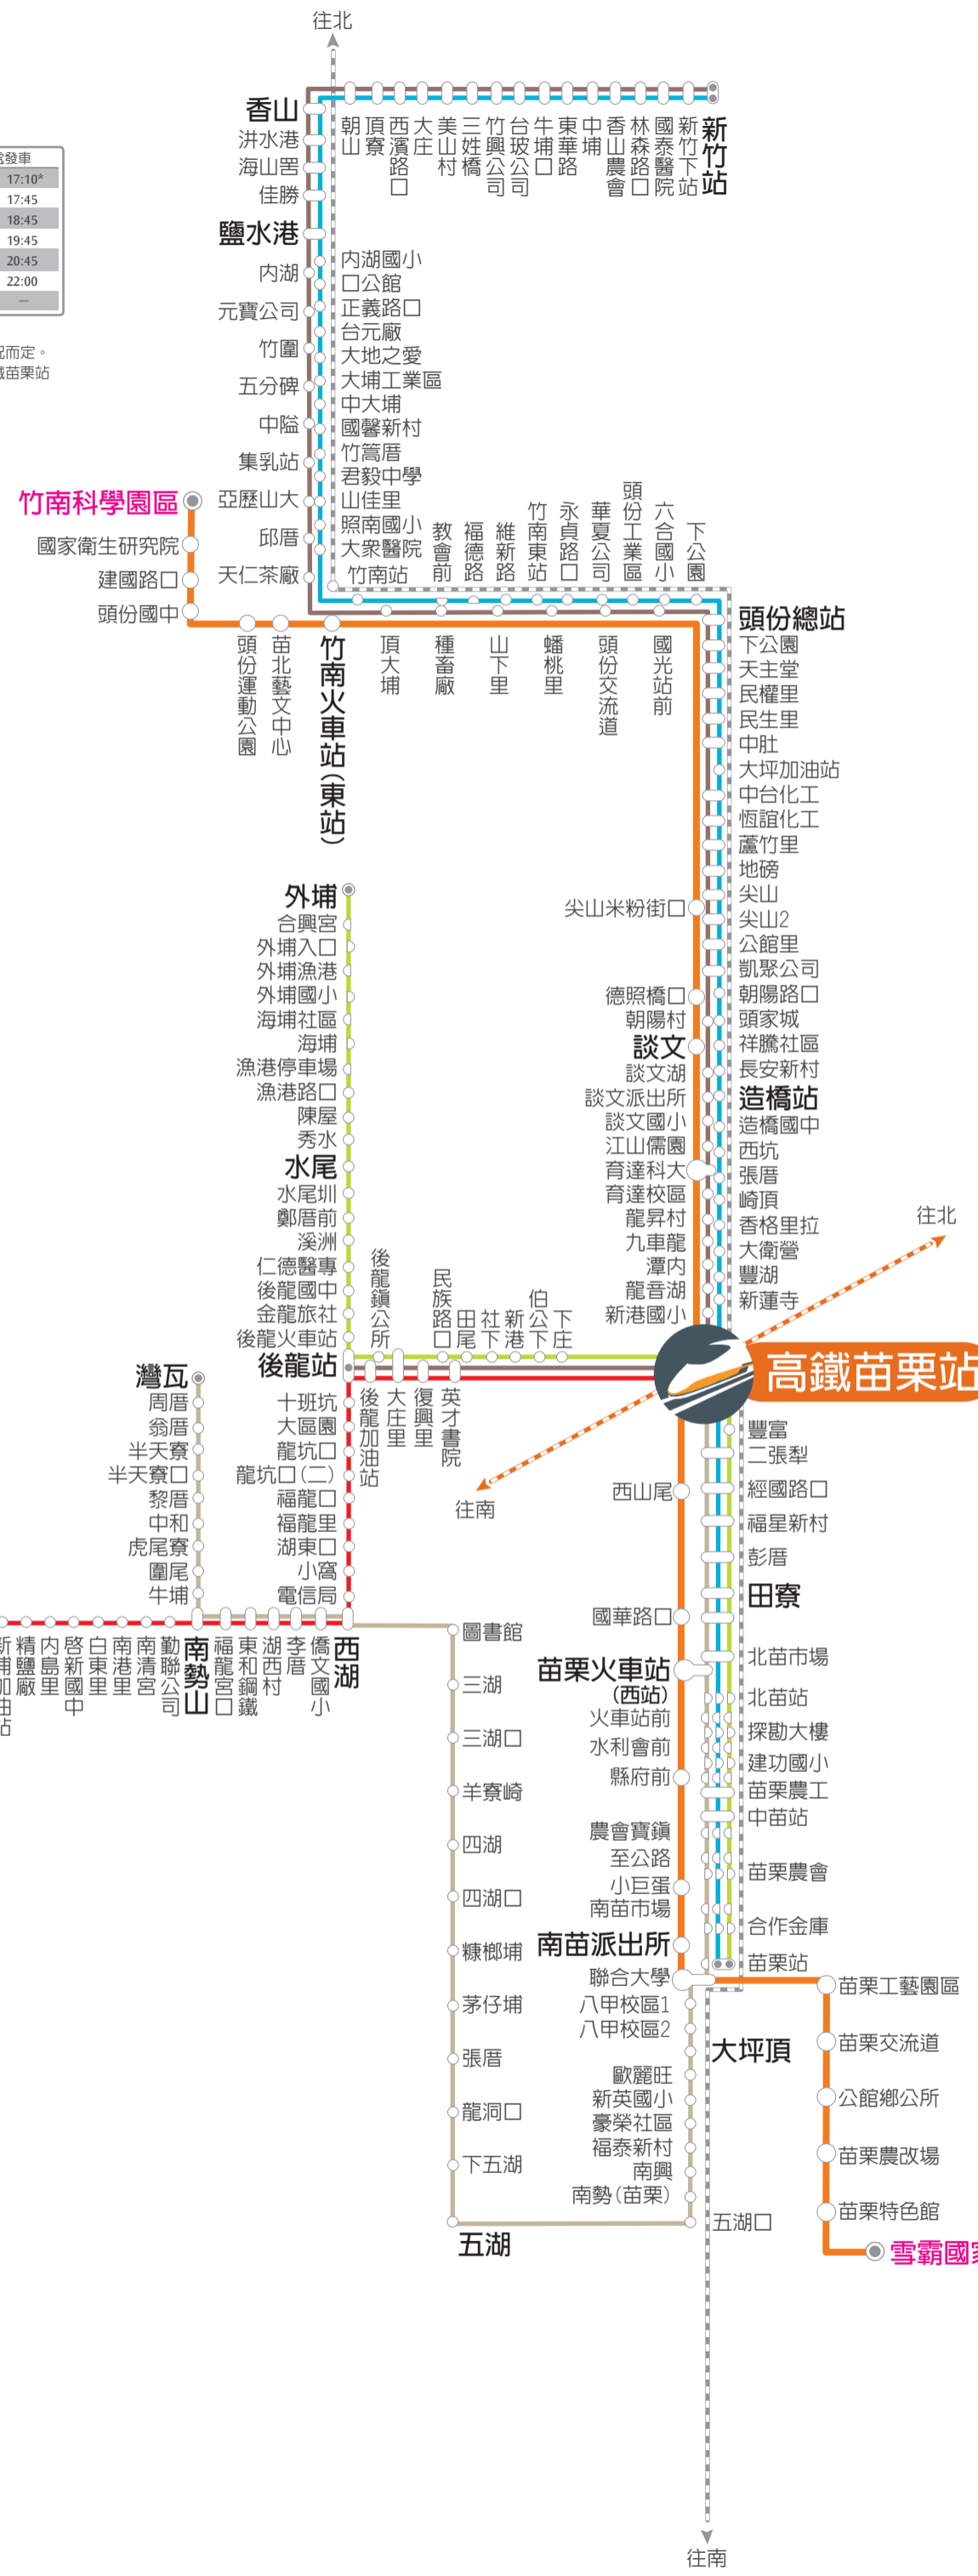 往北
新竹站
新竹下站
國泰醫院
林森路口
香山農會
中埔
東華路
牛埔口
台玻公司
竹興公司
三姓橋
美山村
大庄
西濱路口
頂寮
朝山
香山
洪水港
海山罟
佳勝
鹽水港
內湖
元寶公司
竹圍
五分碑
中隘
集乳站
亞歷山大
邱厝
天仁茶廠
內湖國小
口公館
正義路口
台元廠
大地之愛
大埔工業區
中大埔
國馨新村
竹篙厝
君毅中學
山佳里
照南國小
大眾醫院
竹南站
教會前
福德路
維新路
竹南東站
永貞路口
華夏公司
頭份工業區
六合國小
下公園
發車
17:10*
17:45
18:45
19:45
20:45
22:00
—
況而定。
鐵苗栗站
竹南科學園區
國家衛生研究院
建國路口
頭份國中
頭份運動公園
苗北藝文中心
竹南火車站(東站)
頂大埔
種畜廠
山下里
蟠桃里
頭份交流道
國光站前
頭份總站
下公園
天主堂
民權里
民生里
中肚
大坪加油站
中台化工
恆誼化工
蘆竹里
地磅
尖山
尖山2
公館里
凱聚公司
朝陽路口
頭家城
祥騰社區
長安新村
造橋站
造橋國中
西坑
張厝
崎頂
香格里拉
大衛營
豐湖
新蓮寺
尖山米粉街口
德照橋口
朝陽村
談文
談文湖
談文派出所
談文國小
江山儒園
育達科大
育達校區
龍昇村
九車龍
潭內
龍音湖
新港國小
外埔
合興宮
外埔入口
外埔漁港
外埔國小
海埔社區
海埔
漁港停車場
漁港路口
陳屋
秀水
水尾
水尾圳
鄭厝前
溪洲
仁德醫專
後龍國中
金龍旅社
後龍火車站
後龍站
後龍鎮公所
民族路口
田尾
社下
新港
伯公下
下庄
後龍加油站
大庄里
復興里
英才書院
往北
高鐵苗栗站
往南
灣瓦
周厝
翁厝
半天寮
半天寮口
黎厝
中和
虎尾寮
圍尾
牛埔
十班坑
大區園
龍坑口
龍坑口(二)
福龍口
福龍里
湖東口
小窩
電信局
新埔加油站
精鹽廠
內島里
啓新國中
白東里
南港里
南清宮
勤聯公司
南勢山
福龍宮口
東和鋼鐵
湖西村
李厝
僑文國小
西湖
圖書館
三湖
三湖口
羊寮崎
四湖
四湖口
糠榔埔
茅仔埔
張厝
龍洞口
下五湖
五湖
西山尾
國華路口
苗栗火車站
(西站)
火車站前
水利會前
縣府前
農會寶鎮
至公路
小巨蛋
南苗市場
南苗派出所
聯合大學
八甲校區1
八甲校區2
歐麗旺
新英國小
豪榮社區
福泰新村
南興
南勢(苗栗)
豐富
二張犁
經國路口
福星新村
彭厝
田寮
北苗市場
北苗站
探勘大樓
建功國小
苗栗農工
中苗站
苗栗農會
合作金庫
苗栗站
大坪頂
五湖口
苗栗工藝園區
苗栗交流道
公館鄉公所
苗栗農改場
苗栗特色館
雪霸國家
往南